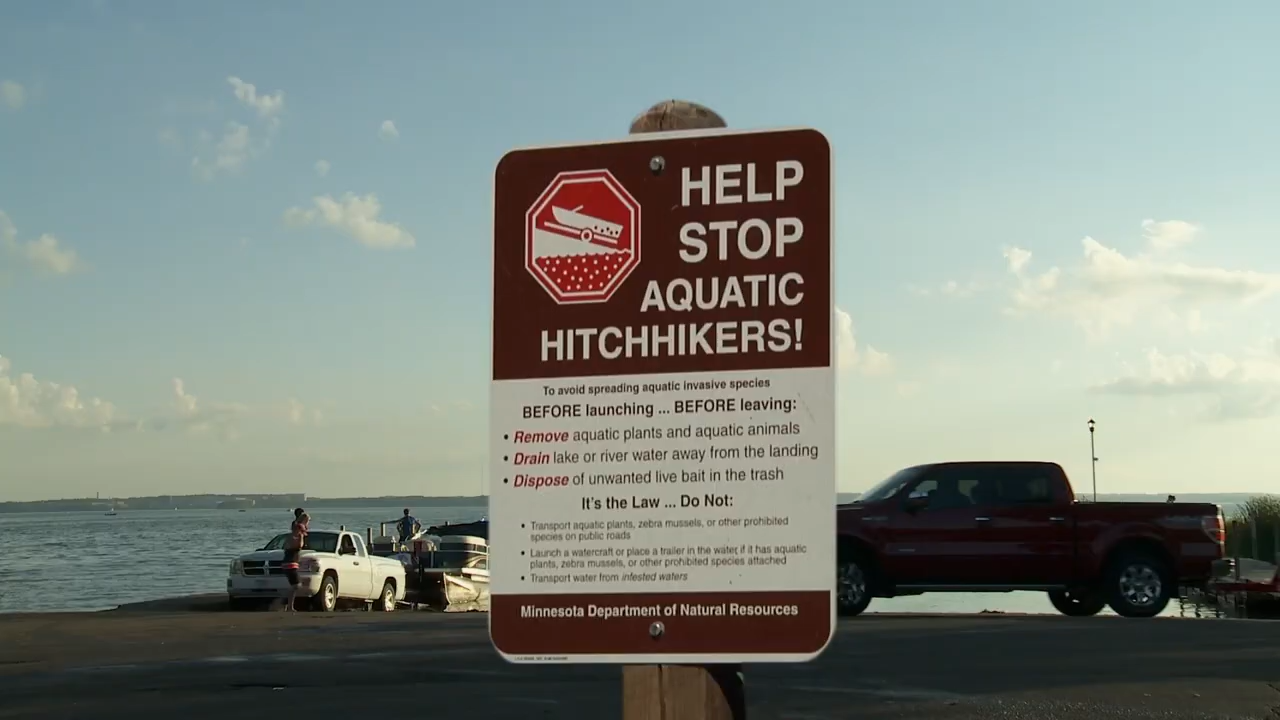 HELP
STOP
AQUATIC
HITCHHIKERS!
To avoid spreading aquatic invasive species
BEFORE launching ... BEFORE leaving:
• Remove aquatic plants and aquatic animals
• Drain lake or river water away from the landing
• Dispose of unwanted live bait in the trash
It's the Law ... Do Not:
• Transport aquatic plants, zebra mussels, or other prohibited
species on public roads
• Launch a watercraft or place a trailer in the water if it has aquatic
plants, zebra mussels, or other prohibited species attached
• Transport water from infested waters
Minnesota Department of Natural Resources